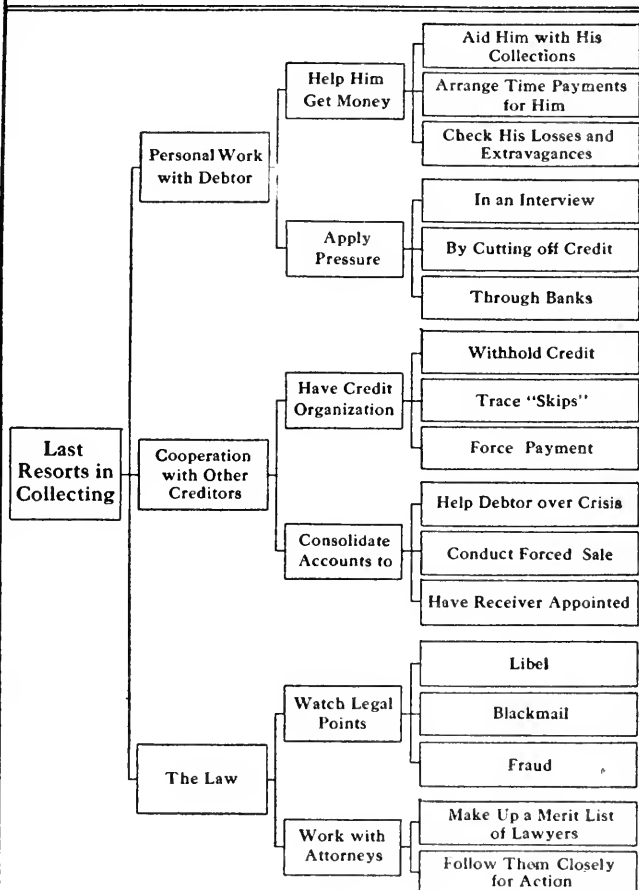 Last
Resorts in
Collecting
Personal Work
with Debtor
Help Him
Get Money
Aid Him with His
Collections
Arrange Time Payments
for Him
Check His Losses and
Extravagances
Apply
Pressure
In an Interview
By Cutting off Credit
Through Banks
Cooperation
with Other
Creditors
Have Credit
Organization
Withhold Credit
Trace “Skips”
Force Payment
Consolidate
Accounts to
Help Debtor over Crisis
Conduct Forced Sale
Have Receiver Appointed
The Law
Watch Legal
Points
Libel
Blackmail
Fraud
Work with
Attorneys
Make Up a Merit List
of Lawyers
Follow Them Closely
for Action